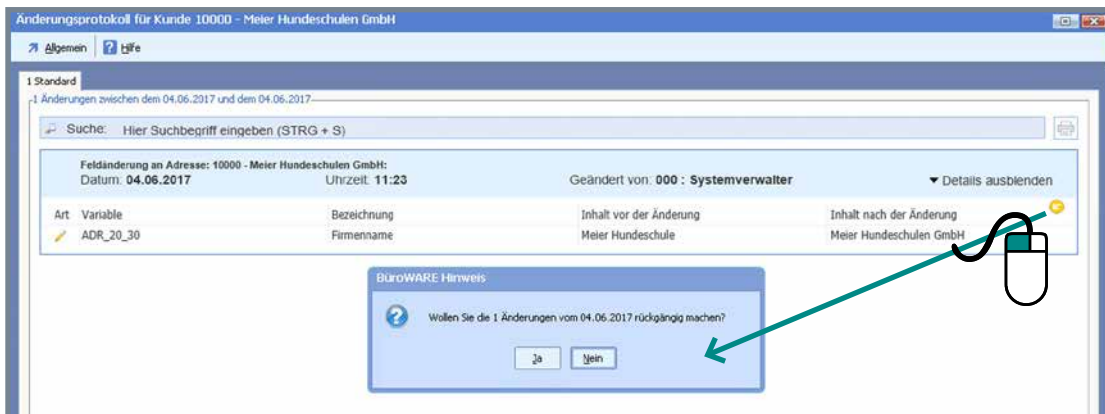 Änderungsprotokoll für Kunde 10000 - Meier Hundeschulen GmbH
Allgemein Hilfe
1 Standard
1 Änderungen zwischen dem 04.06.2017 und dem 04.06.2017
Suche: Hier Suchbegriff eingeben (STRG + S)
Feldänderung an Adresse: 10000 - Meier Hundeschulen GmbH:
Datum: 04.06.2017 Uhrzeit: 11:23 Geändert von: 000 : Systemverwalter Details ausblenden
Art Variable Bezeichnung Inhalt vor der Änderung Inhalt nach der Änderung
ADR_20_30 Firmenname Meier Hundeschule Meier Hundeschulen GmbH
BüroWARE Hinweis
Wollen Sie die 1 Änderungen vom 04.06.2017 rückgängig machen?
Ja Nein